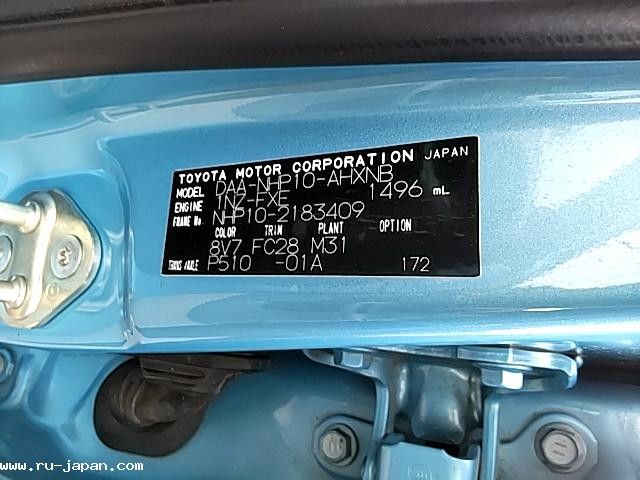 TOYOTA MOTOR CORPORATION JAPAN
MODEL DAA-NHP10-AHXNB
ENGINE 1NZ-FXE 1496 mL
FRAME No. NHP10-2183409
COLOR TRIM PLANT OPTION
8V7 FC28 M31
TRANS/AXLE P510 -01A 172
www.ru-japan.com